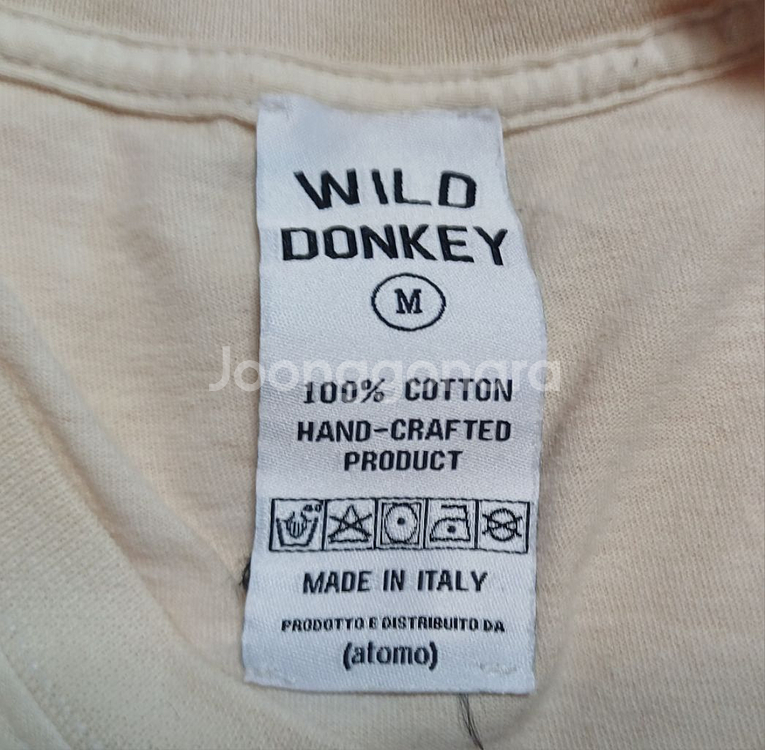 WILD
DONKEY
M
Joonggonara
100% COTTON
HAND-CRAFTED
PRODUCT
MADE IN ITALY
PRODOTTO E DISTRIBUITO DA
(atomo)